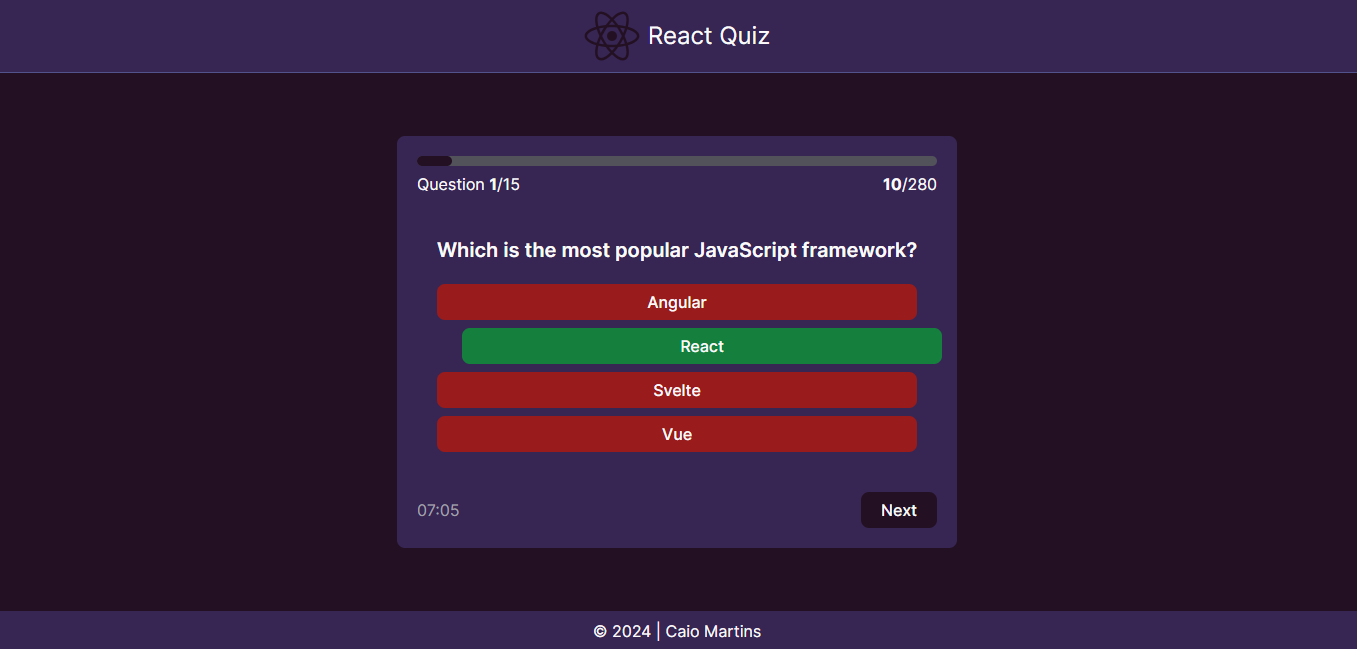 React Quiz
Question 1/15
10/280
Which is the most popular JavaScript framework?
Angular
React
Svelte
Vue
07:05
Next
© 2024 | Caio Martins